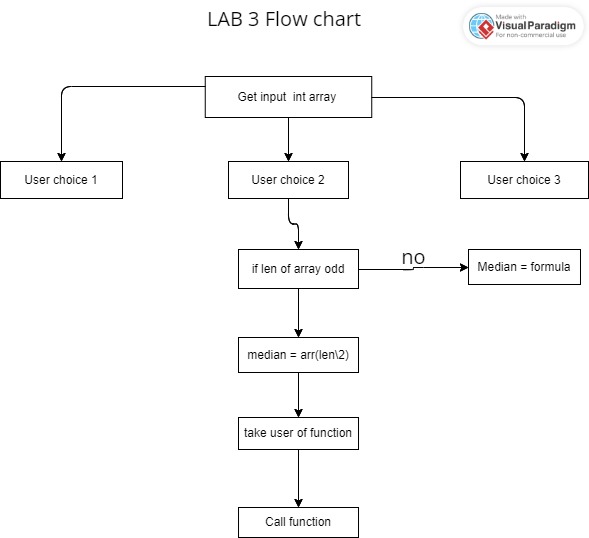 LAB 3 Flow chart
Made with
Visual Paradigm
For non-commercial use
Get input  int array
User choice 1
User choice 2
User choice 3
if len of array odd
no
Median = formula
median = arr(len\2)
take user of function
Call function